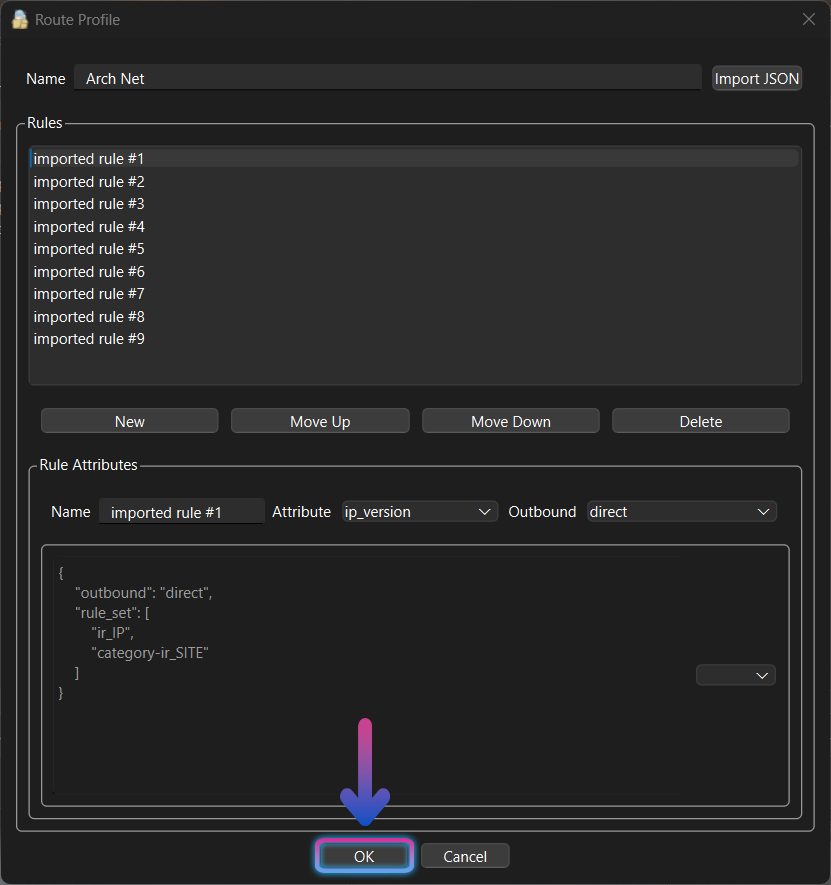 Route Profile
Name Arch Net Import JSON
Rules
imported rule #1
imported rule #2
imported rule #3
imported rule #4
imported rule #5
imported rule #6
imported rule #7
imported rule #8
imported rule #9
New Move Up Move Down Delete
Rule Attributes
Name imported rule #1 Attribute ip_version Outbound direct
{
"outbound": "direct",
"rule_set": [
"ir_IP",
"category-ir_SITE"
]
}
OK Cancel